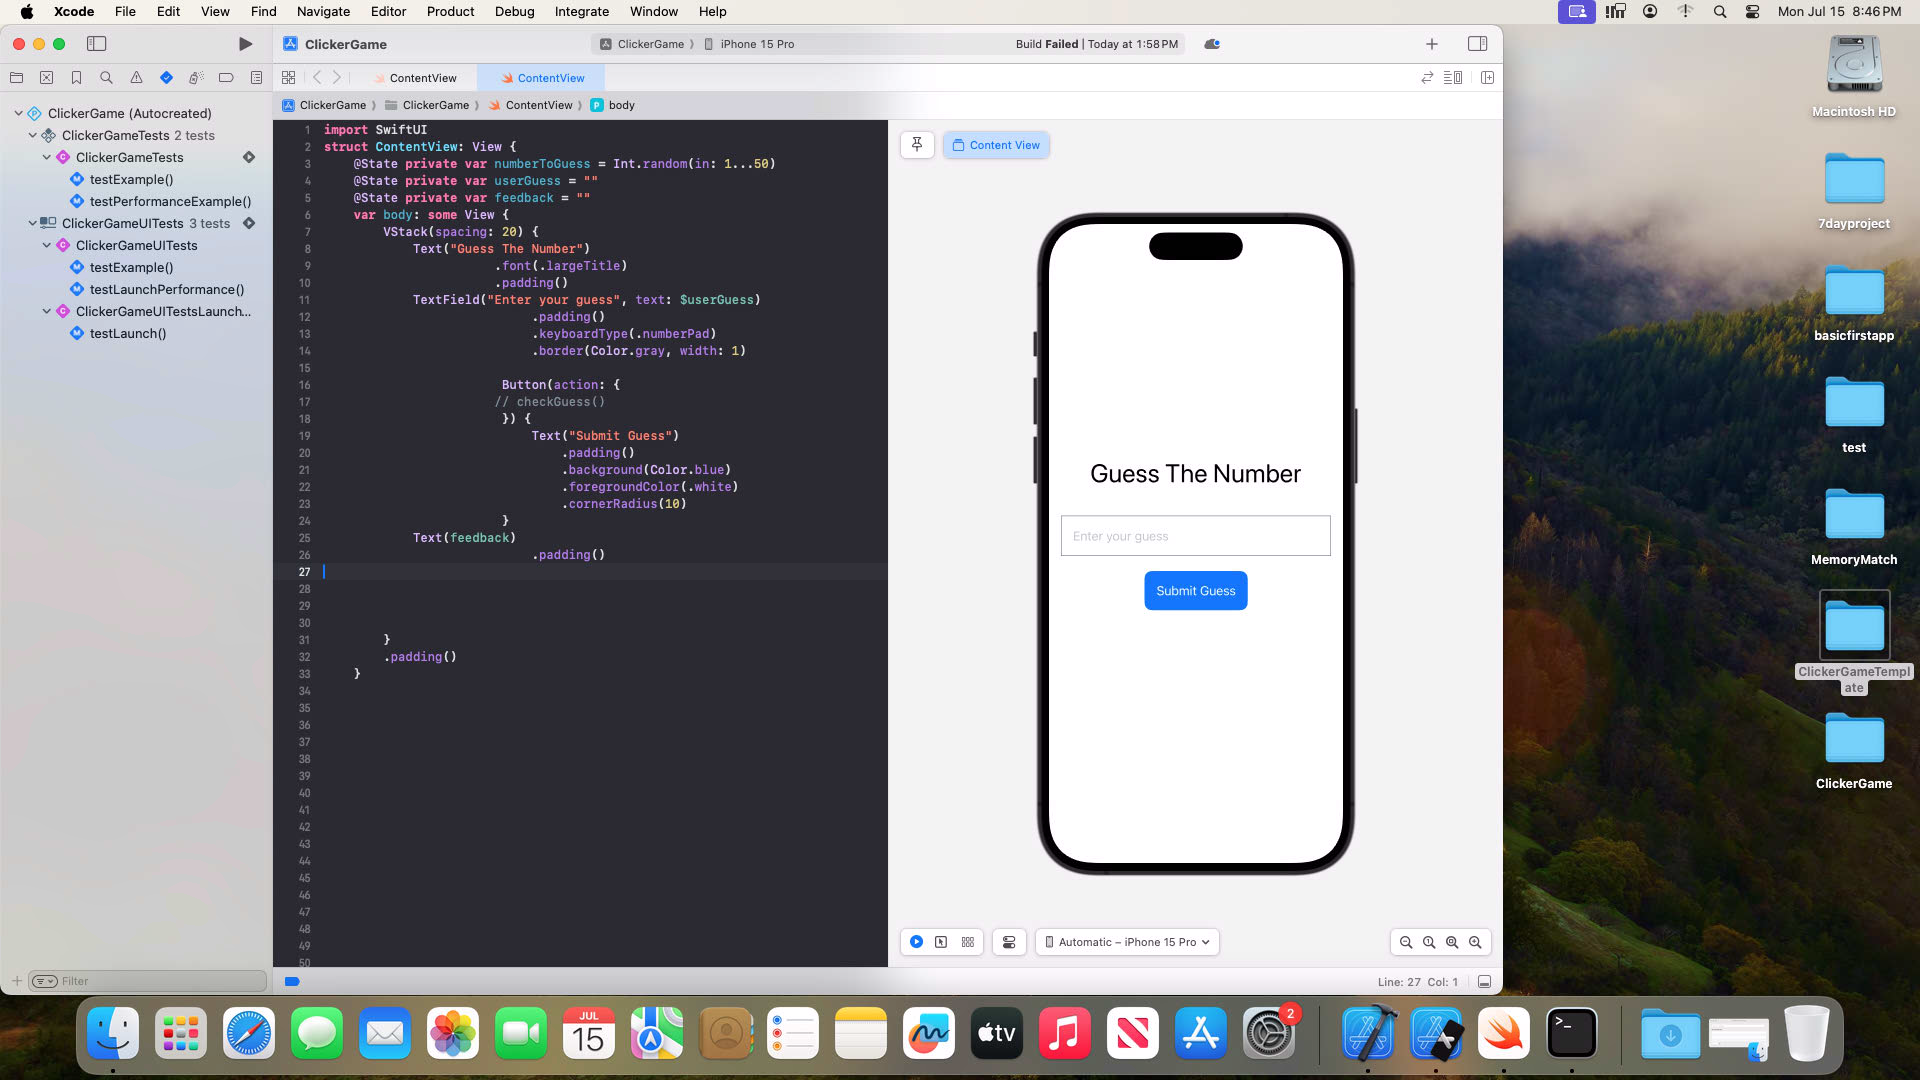 Xcode File Edit View Find Navigate Editor Product Debug Integrate Window Help
Mon Jul 15 8:46 PM
ClickerGame
ClickerGame 〉 iPhone 15 Pro
Build Failed | Today at 1:58 PM
ContentView
ContentView
ClickerGame 〉 ClickerGame 〉 ContentView 〉 P body
ClickerGame (Autocreated)
ClickerGameTests 2 tests
C ClickerGameTests
M testExample()
M testPerformanceExample()
ClickerGameUITests 3 tests
C ClickerGameUITests
M testExample()
M testLaunchPerformance()
C ClickerGameUITestsLaunch...
M testLaunch()
Filter
1 import SwiftUI
2 struct ContentView: View {
3 @State private var numberToGuess = Int.random(in: 1...50)
4 @State private var userGuess = ""
5 @State private var feedback = ""
6 var body: some View {
7 VStack(spacing: 20) {
8 Text("Guess The Number")
9 .font(.largeTitle)
10 .padding()
11 TextField("Enter your guess", text: $userGuess)
12 .padding()
13 .keyboardType(.numberPad)
14 .border(Color.gray, width: 1)
15
16 Button(action: {
17 // checkGuess()
18 }) {
19 Text("Submit Guess")
20 .padding()
21 .background(Color.blue)
22 .foregroundColor(.white)
23 .cornerRadius(10)
24 }
25 Text(feedback)
26 .padding()
27
28
29
30
31 }
32 .padding()
33 }
34
35
36
37
38
39
40
41
42
43
44
45
46
47
48
49
50
Content View
Guess The Number
Enter your guess
Submit Guess
Automatic – iPhone 15 Pro
Line: 27 Col: 1
Macintosh HD
7dayproject
basicfirstapp
test
MemoryMatch
ClickerGameTempl
ate
ClickerGame
JUL
15
tv
2
>_